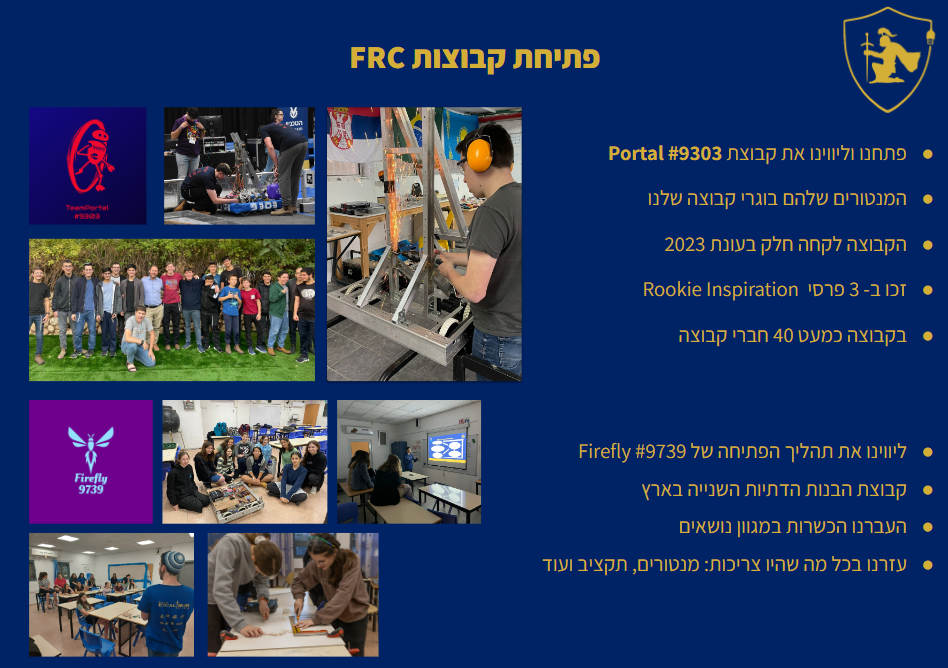 פתיחת קבוצות FRC
פתחנו וליווינו את קבוצת Portal #9303
המנטורים שלהם בוגרי קבוצה שלנו
הקבוצה לקחה חלק בעונת 2023
זכו ב- 3 פרסי Rookie Inspiration
בקבוצה כמעט 40 חברי קבוצה
TeamPortal
#9303
ליווינו את תהליך הפתיחה של Firefly #9739
קבוצת הבנות הדתיות השנייה בארץ
העברנו הכשרות במגוון נושאים
עזרנו בכל מה שהיו צריכות: מנטורים, תקציב ועוד
Firefly
9739